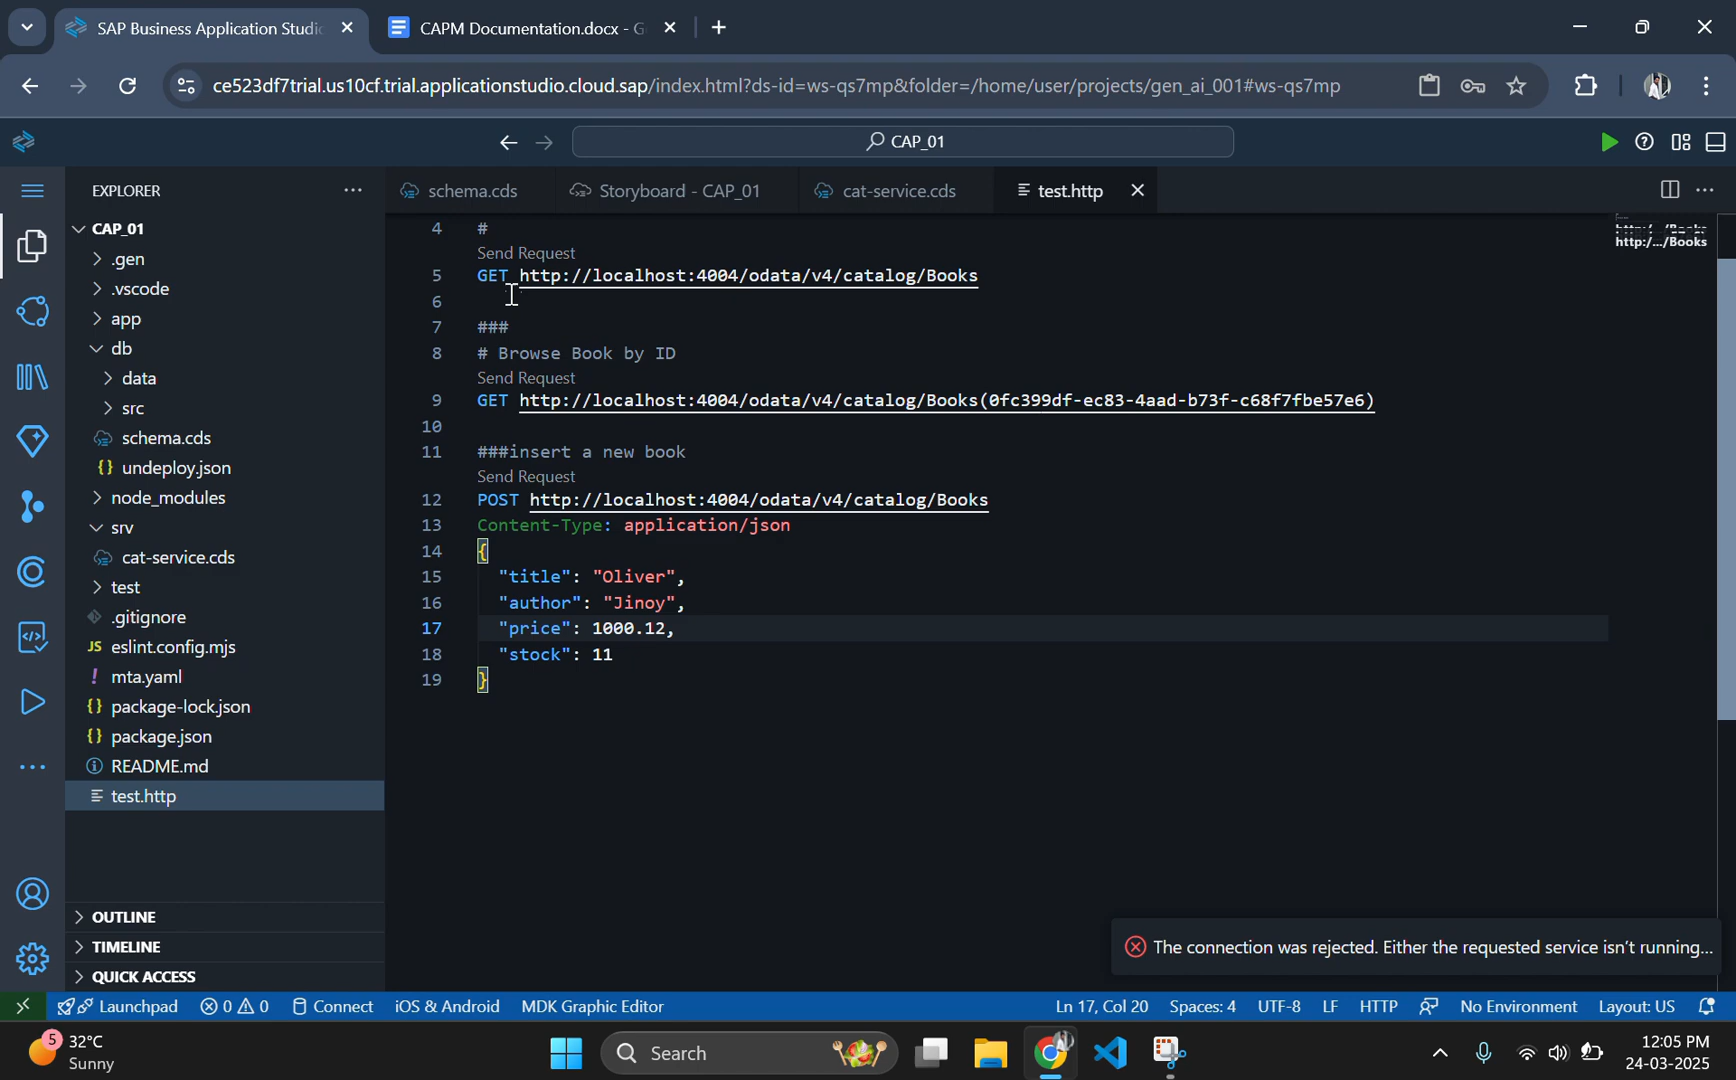 SAP Business Application Studio
CAPM Documentation.docx - G
ce523df7trial.us10cf.trial.applicationstudio.cloud.sap/index.html?ds-id=ws-qs7mp&folder=/home/user/projects/gen_ai_001#ws-qs7mp
CAP_01
EXPLORER
schema.cds
Storyboard - CAP_01
cat-service.cds
test.http
CAP_01
.gen
.vscode
app
db
data
src
schema.cds
{} undeploy.json
node_modules
srv
cat-service.cds
test
.gitignore
JS eslint.config.mjs
! mta.yaml
{} package-lock.json
{} package.json
README.md
test.http
OUTLINE
TIMELINE
QUICK ACCESS
4 #
Send Request
5 GET http://localhost:4004/odata/v4/catalog/Books
6
7 ###
8 # Browse Book by ID
Send Request
9 GET http://localhost:4004/odata/v4/catalog/Books(0fc399df-ec83-4aad-b73f-c68f7fbe57e6)
10
11 ###insert a new book
Send Request
12 POST http://localhost:4004/odata/v4/catalog/Books
13 Content-Type: application/json
14 {
15 "title": "Oliver",
16 "author": "Jinoy",
17 "price": 1000.12,
18 "stock": 11
19 }
http:/.../Books
http:/.../Books
The connection was rejected. Either the requested service isn't running...
Launchpad
0 0
Connect
iOS & Android
MDK Graphic Editor
Ln 17, Col 20
Spaces: 4
UTF-8
LF
HTTP
No Environment
Layout: US
5
32°C
Sunny
Search
12:05 PM
24-03-2025